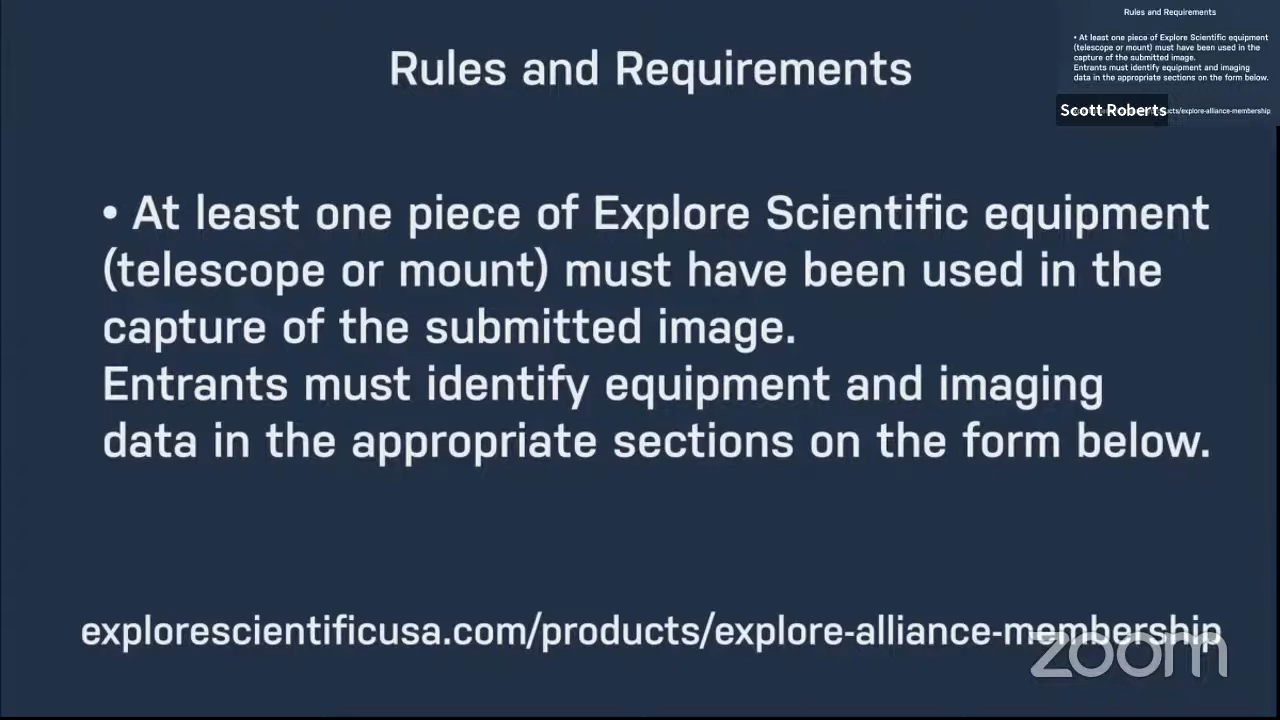 Rules and Requirements
• At least one piece of Explore Scientific equipment
(telescope or mount) must have been used in the
capture of the submitted image.
Entrants must identify equipment and imaging
data in the appropriate sections on the form below.
explorescientificusa.com/products/explore-alliance-membership
zoom
Rules and Requirements
• At least one piece of Explore Scientific equipment
(telescope or mount) must have been used in the
capture of the submitted image.
Entrants must identify equipment and imaging
data in the appropriate sections on the form below.
Scott Roberts
cts/explore-alliance-membership